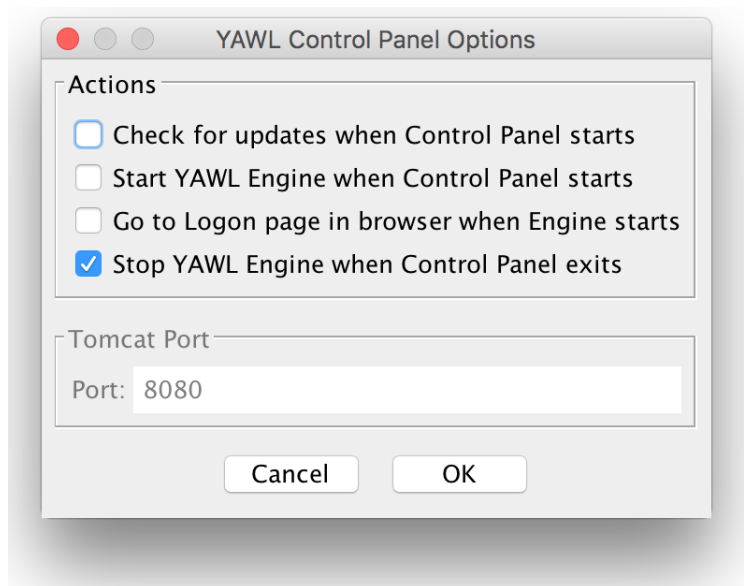 YAWL Control Panel Options
Actions
Check for updates when Control Panel starts
Start YAWL Engine when Control Panel starts
Go to Logon page in browser when Engine starts
Stop YAWL Engine when Control Panel exits
Tomcat Port
Port: 8080
Cancel OK